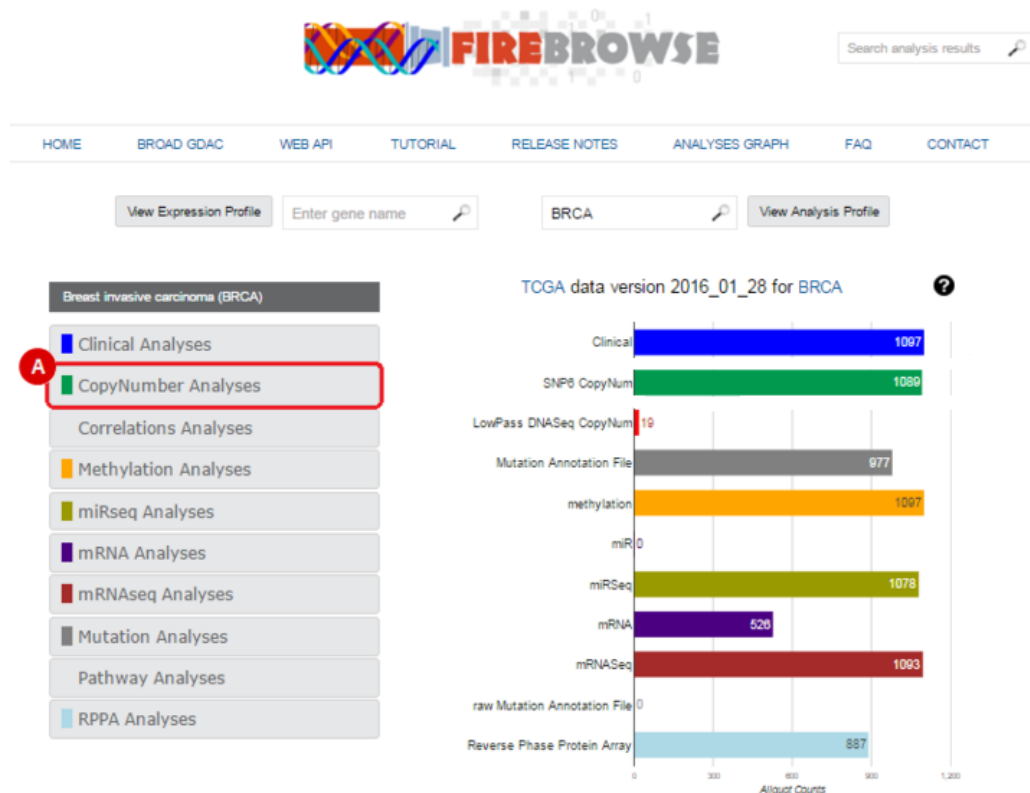 FIREBROWSE
Search analysis results
HOME BROAD GDAC WEB API TUTORIAL RELEASE NOTES ANALYSES GRAPH FAQ CONTACT
View Expression Profile Enter gene name BRCA View Analysis Profile
Breast invasive carcinoma (BRCA)
Clinical Analyses
A
CopyNumber Analyses
Correlations Analyses
Methylation Analyses
miRseq Analyses
mRNA Analyses
mRNAseq Analyses
Mutation Analyses
Pathway Analyses
RPPA Analyses
TCGA data version 2016_01_28 for BRCA ?
Clinical 1097
SNP6 CopyNum 1089
LowPass DNASeq CopyNum 19
Mutation Annotation File 977
methylation 1097
miR 0
miRSeq 1078
mRNA 526
mRNASeq 1093
raw Mutation Annotation File 0
Reverse Phase Protein Array 887
0 300 600 900 1,200
Aliquot Counts